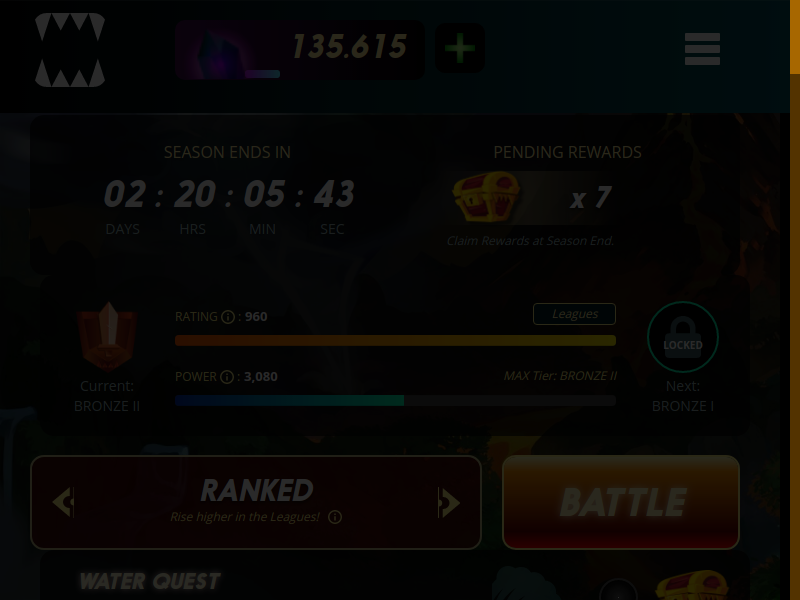 135.615
SEASON ENDS IN
02 : 20 : 05 : 43
DAYS HRS MIN SEC
PENDING REWARDS
x 7
Claim Rewards at Season End.
Current:
BRONZE II
RATING i : 960
Leagues
POWER i : 3,080
MAX Tier: BRONZE II
LOCKED
Next:
BRONZE I
RANKED
Rise higher in the Leagues! i
BATTLE
WATER QUEST